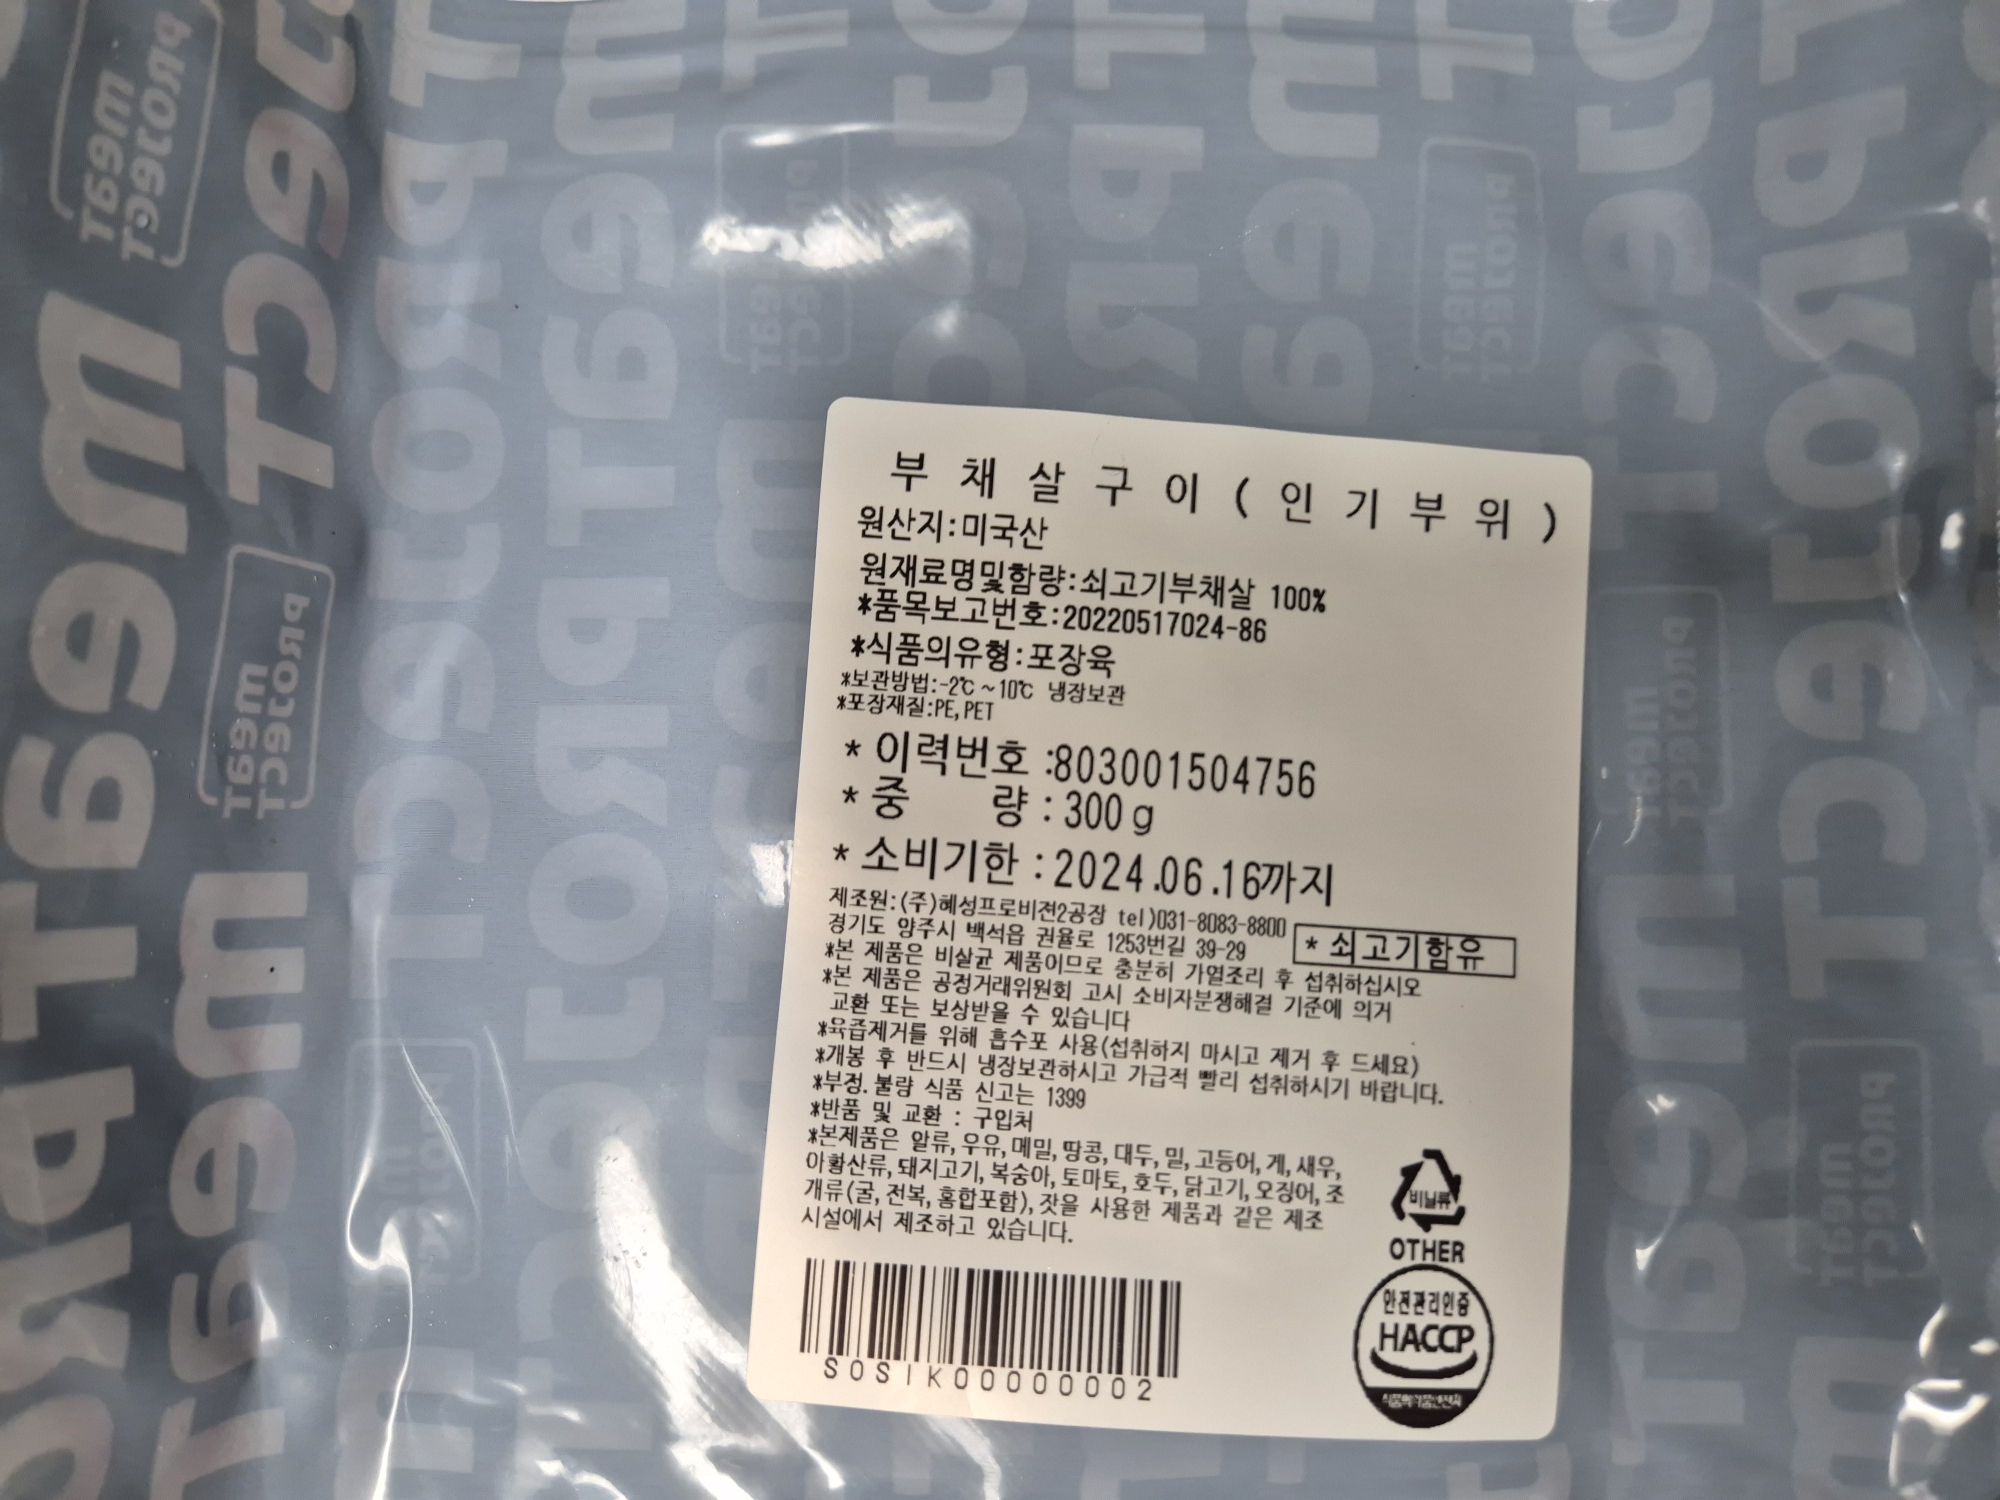 부채살구이(인기부위)
원산지:미국산
원재료명및함량:쇠고기부채살 100%
*품목보고번호:20220517024-86
*식품의유형:포장육
*보관방법:-2℃~10℃ 냉장보관
*포장재질:PE,PET
* 이력번호 :803001504756
* 중 량 : 300g
* 소비기한 : 2024.06.16까지
제조원:(주)혜성프로비젼2공장 tel)031-8083-8800
경기도 양주시 백석읍 권율로 1253번길 39-29
* 쇠고기함유
*본 제품은 비살균 제품이므로 충분히 가열조리 후 섭취하십시오
*본 제품은 공정거래위원회 고시 소비자분쟁해결 기준에 의거
교환 또는 보상받을 수 있습니다
*육즙제거를 위해 흡수포 사용(섭취하지 마시고 제거 후 드세요)
*개봉 후 반드시 냉장보관하시고 가급적 빨리 섭취하시기 바랍니다.
*부정.불량 식품 신고는 1399
*반품 및 교환 : 구입처
*본제품은 알류,우유,메밀,땅콩,대두,밀,고등어,게,새우,
아황산류,돼지고기,복숭아,토마토,호두,닭고기,오징어,조
개류(굴,전복,홍합포함),잣을 사용한 제품과 같은 제조
시설에서 제조하고 있습니다.
비닐류
OTHER
안전관리인증
HACCP
SOSIK00000002
meat
project